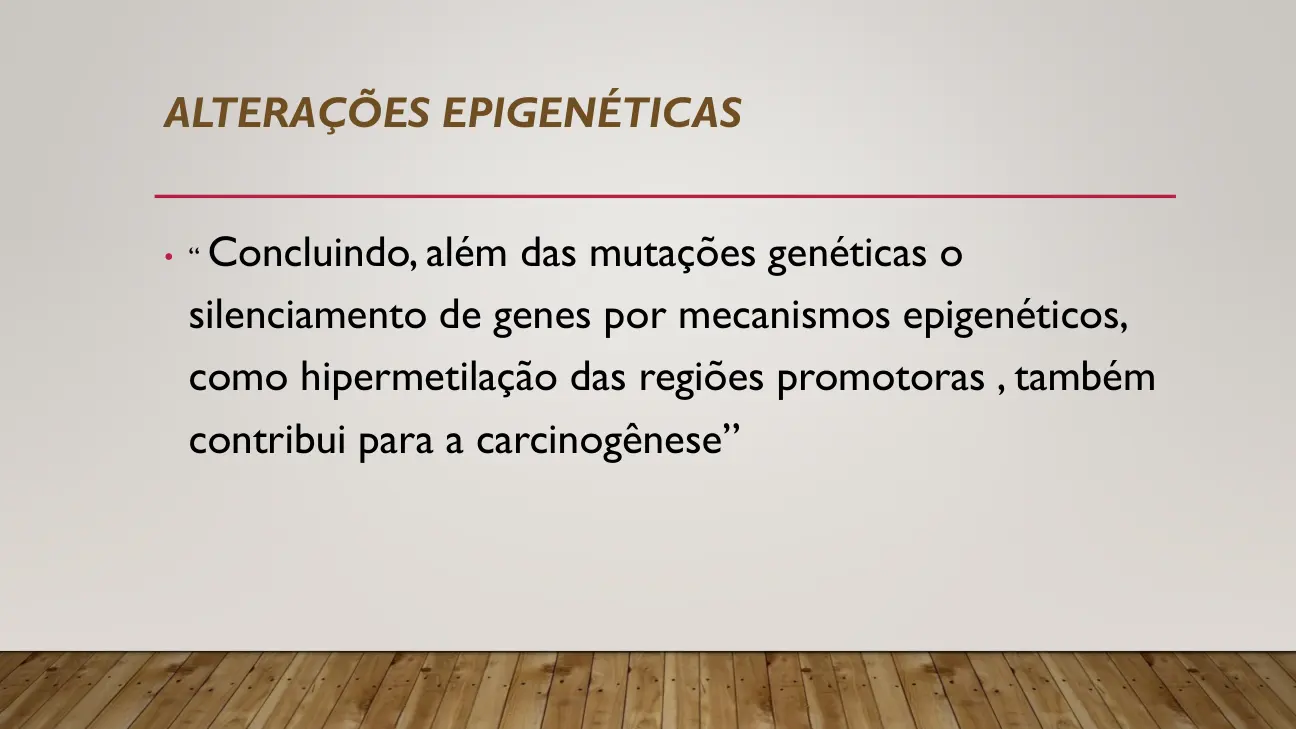 ALTERAÇÕES EPIGENÉTICAS
• “ Concluindo, além das mutações genéticas o
silenciamento de genes por mecanismos epigenéticos,
como hipermetilação das regiões promotoras , também
contribui para a carcinogênese”